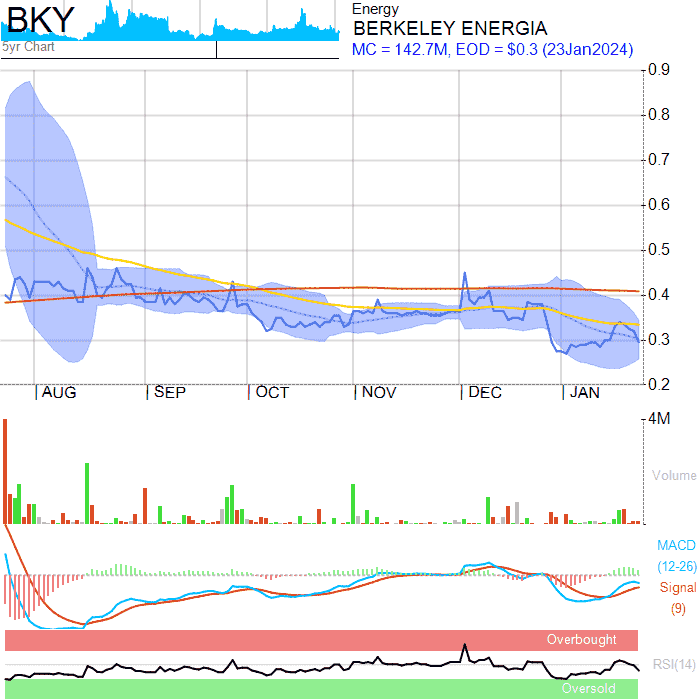 BKY
5yr Chart
Energy
BERKELEY ENERGIA
MC = 142.7M, EOD = $0.3 (23Jan2024)
0.9
0.8
0.7
0.6
0.5
0.4
0.3
0.2
AUG SEP OCT NOV DEC JAN
4M
Volume
MACD
(12-26)
Signal
(9)
Overbought
RSI(14)
Oversold